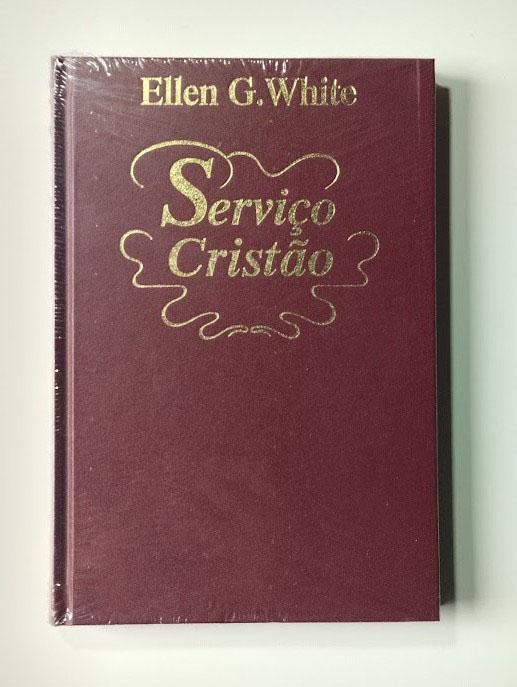 Ellen G. White
Serviço
Cristão